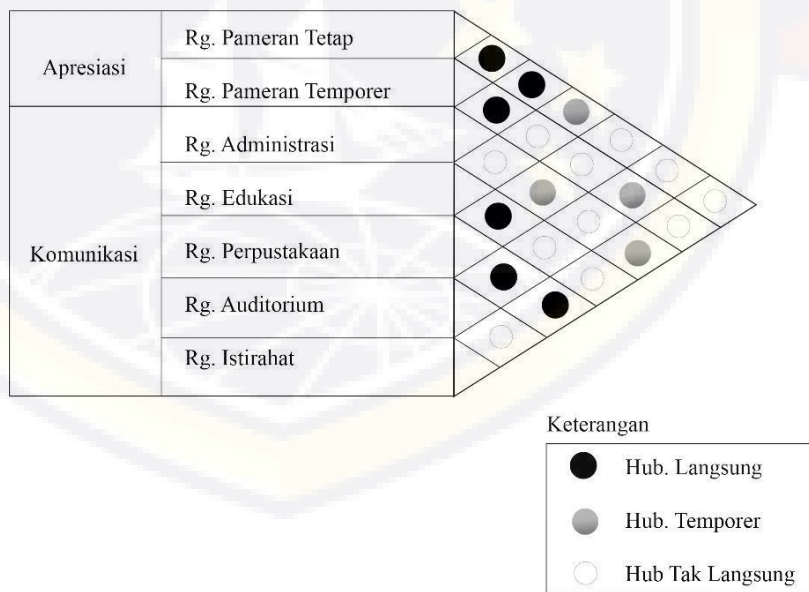 Apresiasi
Rg. Pameran Tetap
Rg. Pameran Temporer
Komunikasi
Rg. Administrasi
Rg. Edukasi
Rg. Perpustakaan
Rg. Auditorium
Rg. Istirahat
Keterangan
Hub. Langsung
Hub. Temporer
Hub Tak Langsung